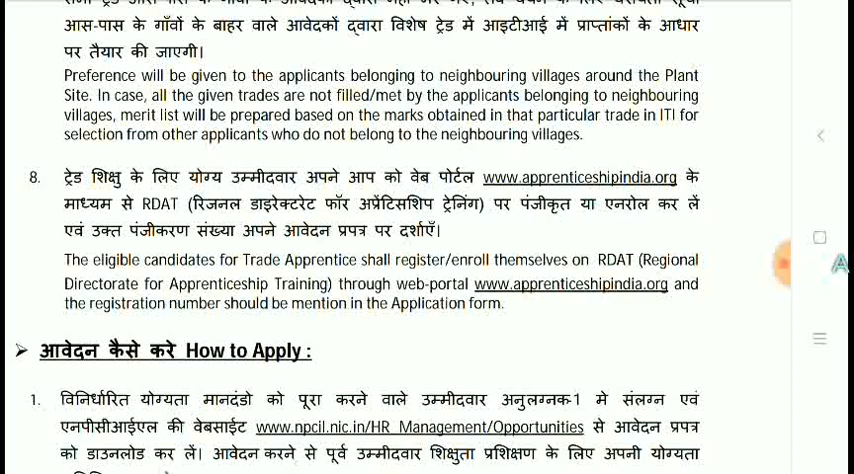 आस-पास के गाँवों के बाहर वाले आवेदकों द्वारा विशेष ट्रेड में आइटीआई में प्राप्तांकों के आधार
पर तैयार की जाएगी।
Preference will be given to the applicants belonging to neighbouring villages around the Plant
Site. In case, all the given trades are not filled/met by the applicants belonging to neighbouring
villages, merit list will be prepared based on the marks obtained in that particular trade in ITI for
selection from other applicants who do not belong to the neighbouring villages.
8. ट्रेड शिक्षु के लिए योग्य उम्मीदवार अपने आप को वेब पोर्टल www.apprenticeshipindia.org के
माध्यम से RDAT (रिजनल डाइरेक्टरेट फॉर अप्रेंटिसशिप ट्रेनिंग) पर पंजीकृत या एनरोल कर लें
एवं उक्त पंजीकरण संख्या अपने आवेदन प्रपत्र पर दर्शाएँ।
The eligible candidates for Trade Apprentice shall register/enroll themselves on RDAT (Regional
Directorate for Apprenticeship Training) through web-portal www.apprenticeshipindia.org and
the registration number should be mention in the Application form.
➢ आवेदन कैसे करे How to Apply :
1. विनिर्धारित योग्यता मानदंडो को पूरा करने वाले उम्मीदवार अनुलग्नक-1 मे संलग्न एवं
एनपीसीआईएल की वेबसाईट www.npcil.nic.in/HR Management/Opportunities से आवेदन प्रपत्र
को डाउनलोड कर लें। आवेदन करने से पूर्व उम्मीदवार शिक्षुता प्रशिक्षण के लिए अपनी योग्यता
A